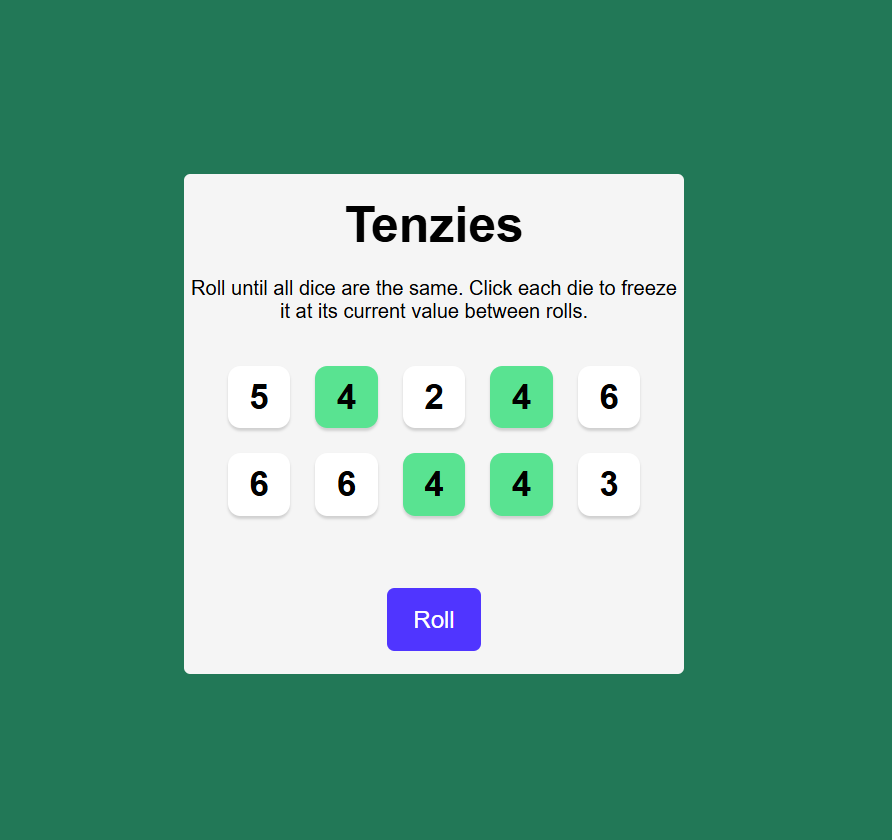 Tenzies
Roll until all dice are the same. Click each die to freeze
it at its current value between rolls.
5 4 2 4 6
6 6 4 4 3
Roll